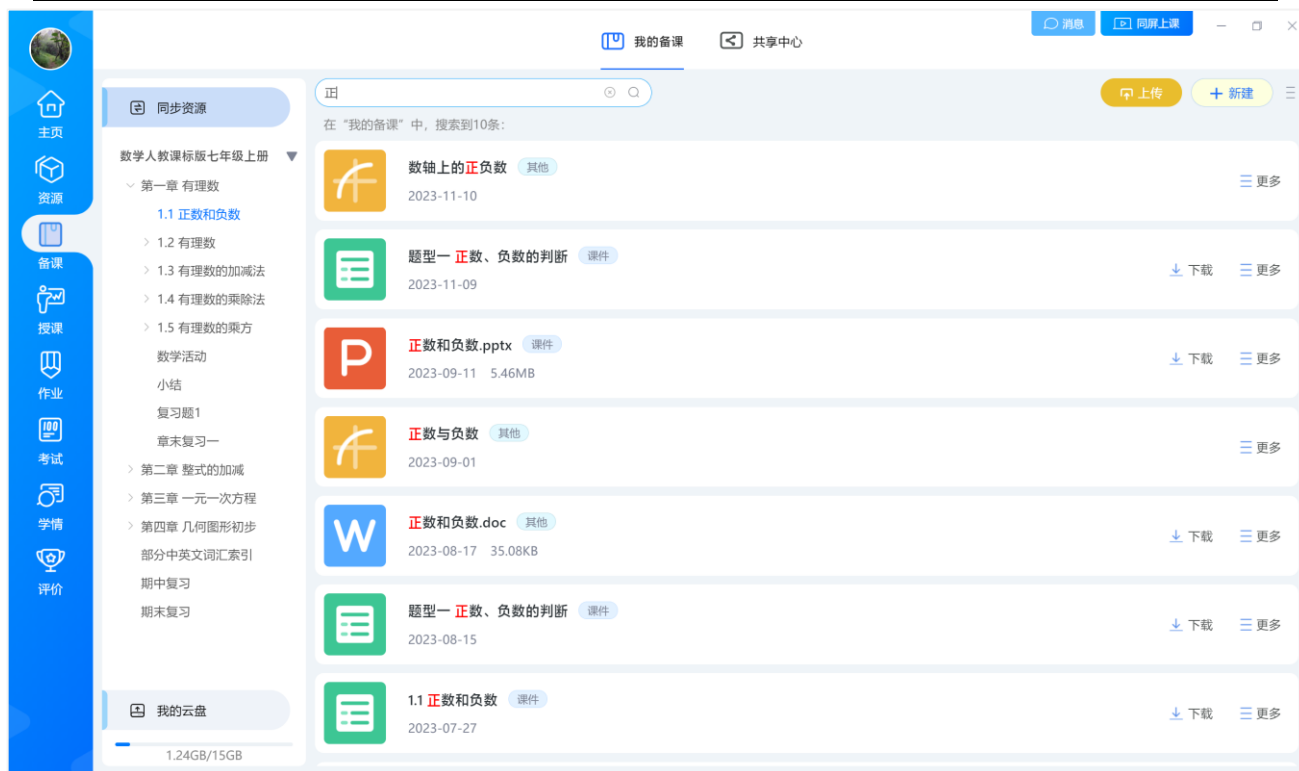 消息
同屏上课
我的备课
共享中心
主页
资源
备课
授课
作业
100
考试
学情
评价
同步资源
数学人教课标版七年级上册
第一章 有理数
1.1 正数和负数
1.2 有理数
1.3 有理数的加减法
1.4 有理数的乘除法
1.5 有理数的乘方
数学活动
小结
复习题1
章末复习一
第二章 整式的加减
第三章 一元一次方程
第四章 几何图形初步
部分中英文词汇索引
期中复习
期末复习
我的云盘
1.24GB/15GB
正
上传
新建
在“我的备课”中，搜索到10条：
数轴上的正负数 其他
2023-11-10
更多
题型一 正数、负数的判断 课件
2023-11-09
下载 更多
P
正数和负数.pptx 课件
2023-09-11 5.46MB
下载 更多
正数与负数 其他
2023-09-01
更多
W
正数和负数.doc 其他
2023-08-17 35.08KB
下载 更多
题型一 正数、负数的判断 课件
2023-08-15
下载 更多
1.1 正数和负数 课件
2023-07-27
下载 更多